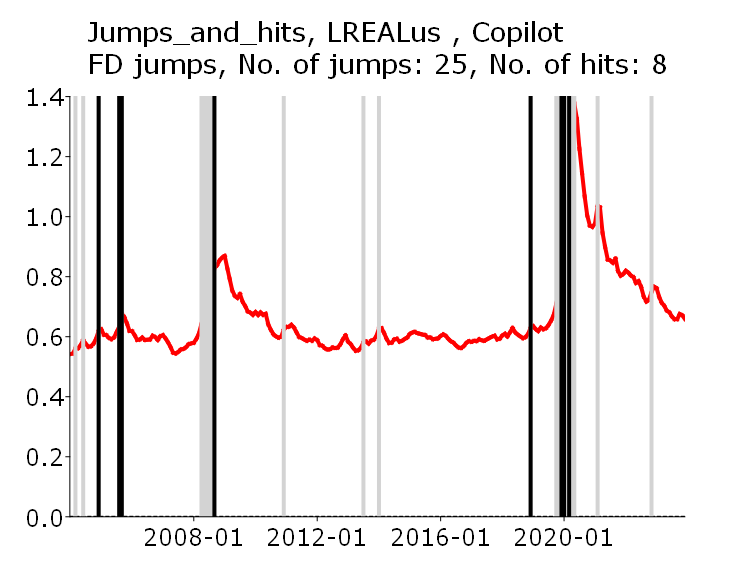 Jumps_and_hits, LREALus , Copilot
FD jumps, No. of jumps: 25, No. of hits: 8
1.4
1.2
1.0
0.8
0.6
0.4
0.2
0.0
2008-01 2012-01 2016-01 2020-01